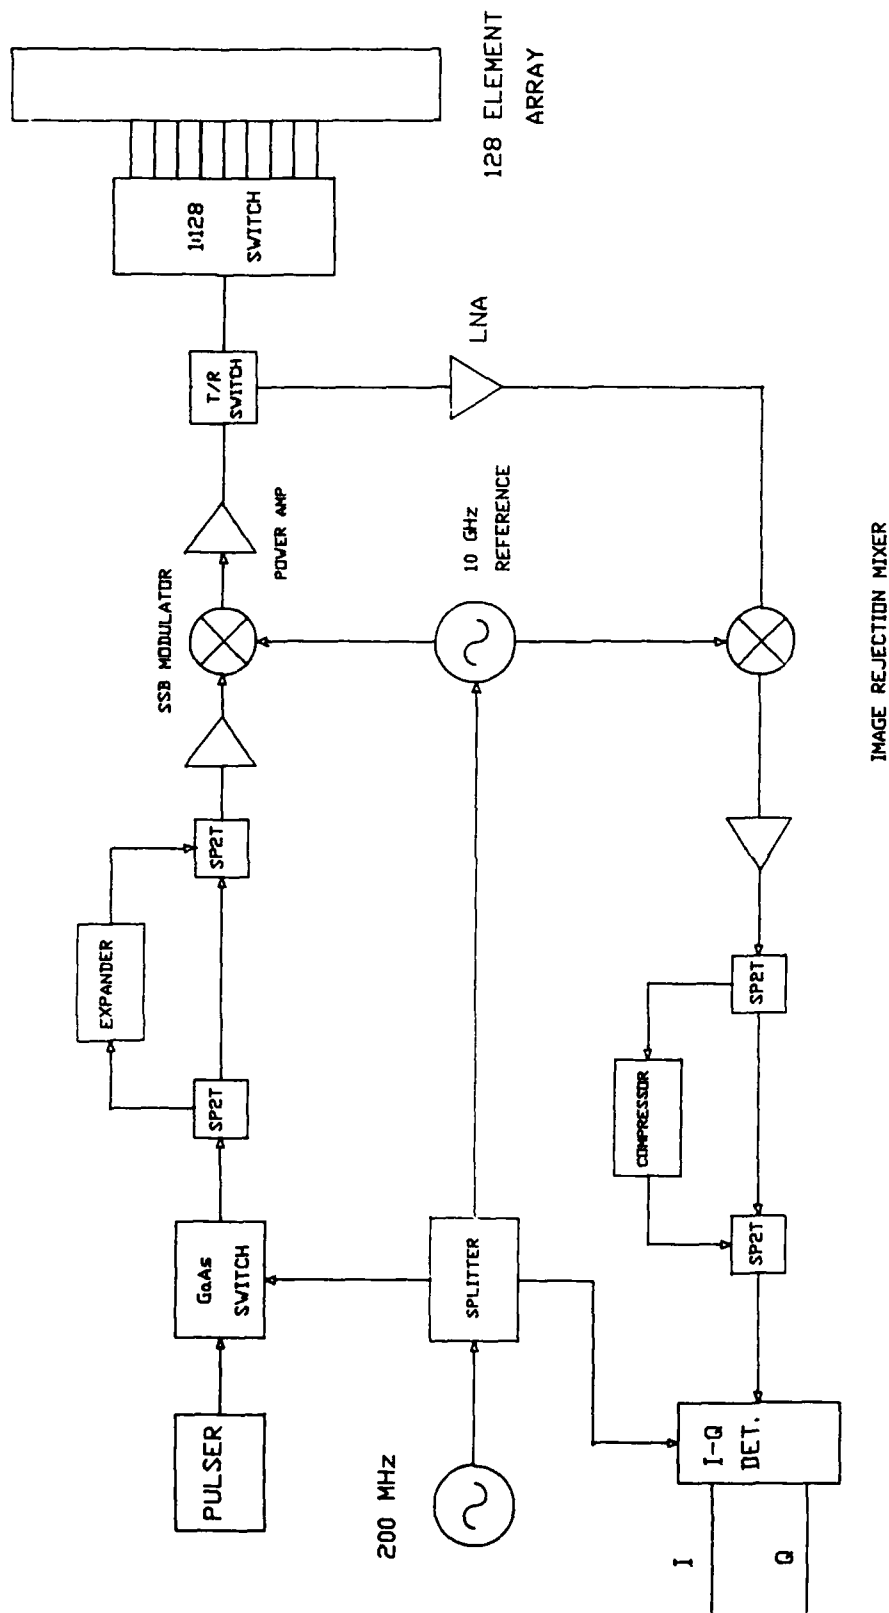 PULSER
GaAs
SWITCH
SP2T
EXPANDER
SP2T
SSB MODULATOR
POWER AMP
T/R
SWITCH
1:128
SWITCH
128 ELEMENT
ARRAY
200 MHz
SPLITTER
10 GHz
REFERENCE
LNA
I
Q
I-Q
DET.
SP2T
COMPRESSOR
SP2T
IMAGE REJECTION MIXER